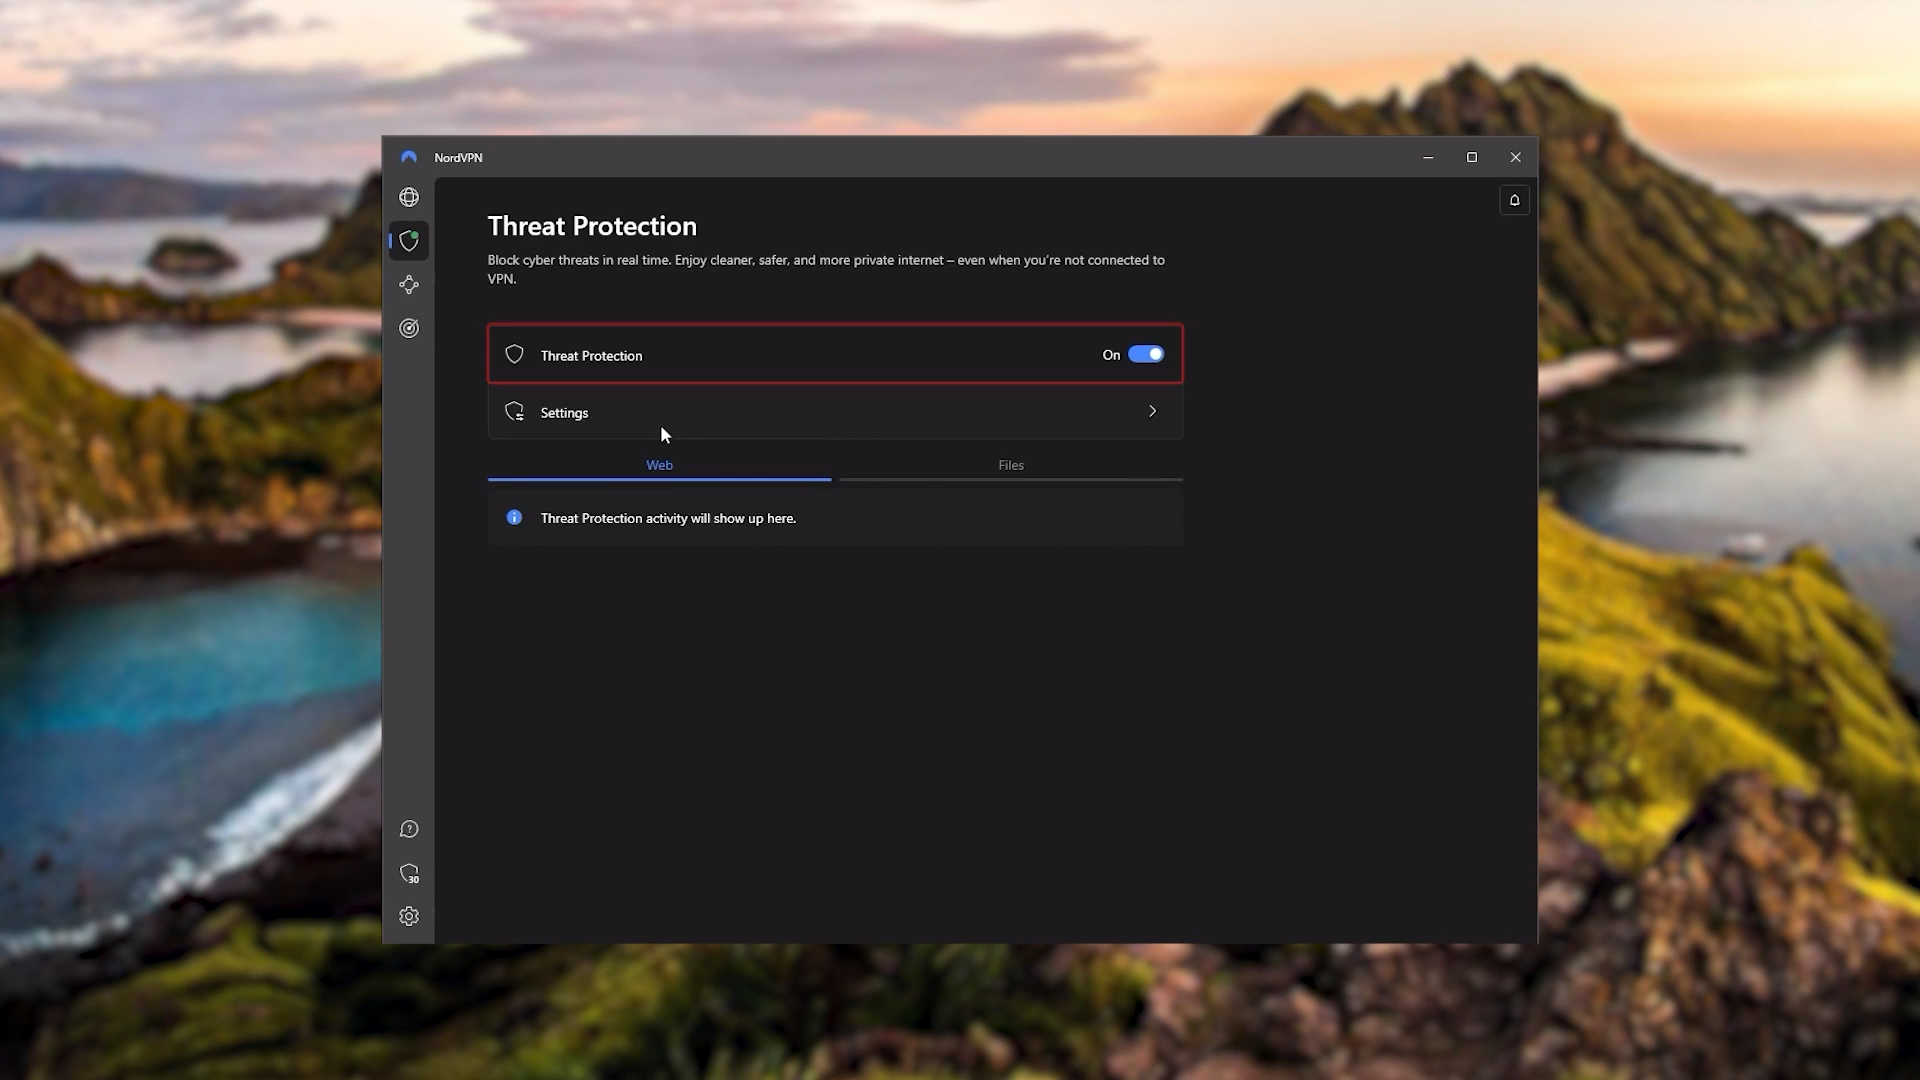 NordVPN
Threat Protection
Block cyber threats in real time. Enjoy cleaner, safer, and more private internet – even when you're not connected to
VPN.
Threat Protection
On
Settings
Web
Files
Threat Protection activity will show up here.
30